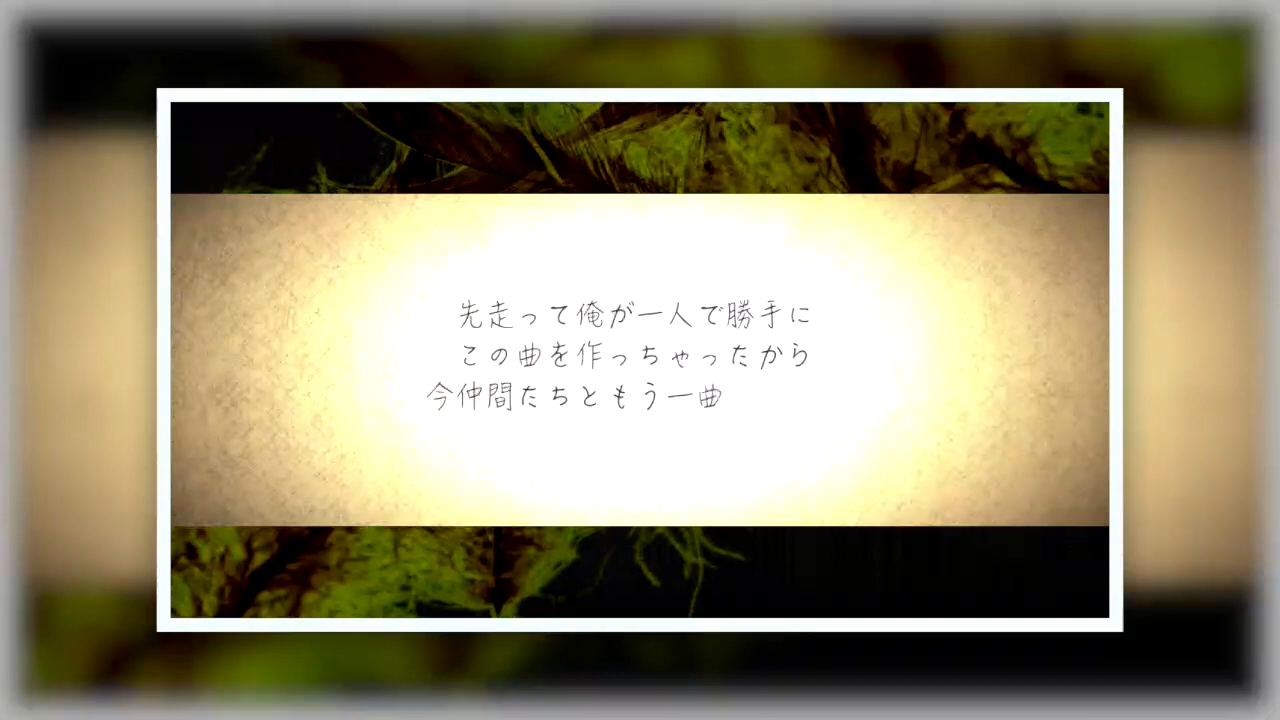 先走って俺が一人で勝手に
この曲を作っちゃったから
今仲間たちともう一曲